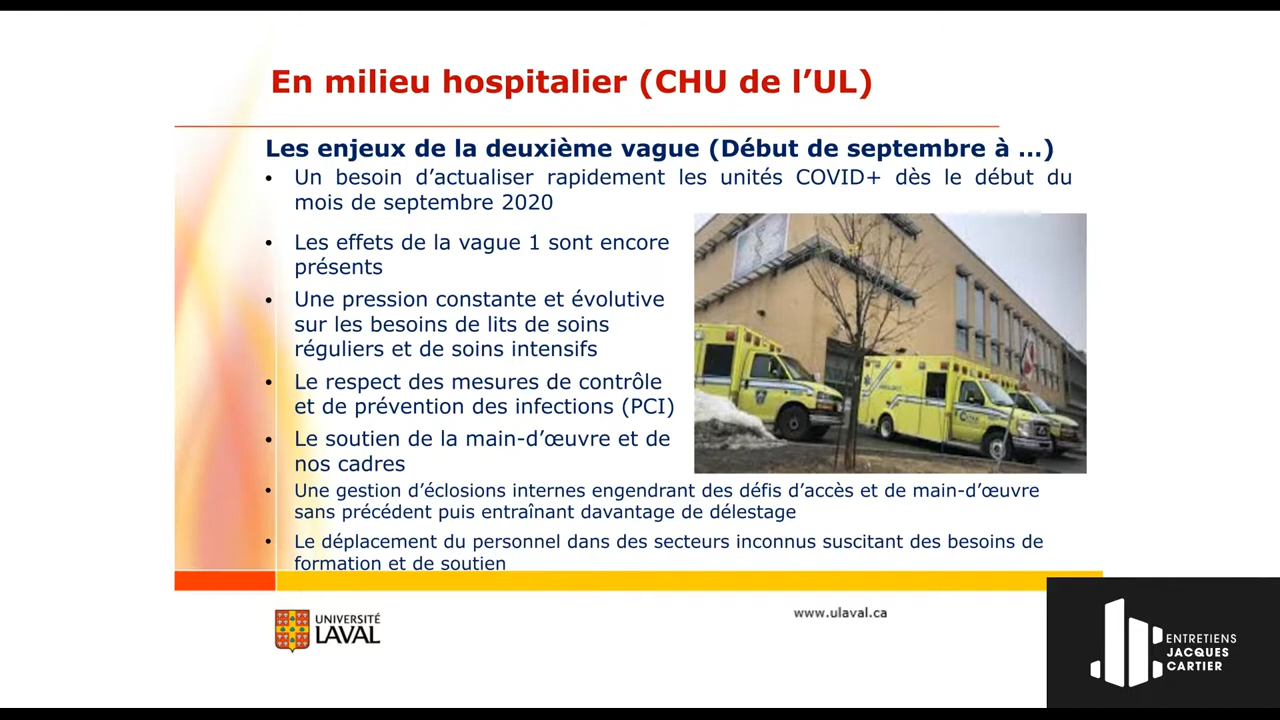 En milieu hospitalier (CHU de l’UL)
Les enjeux de la deuxième vague (Début de septembre à …)
• Un besoin d’actualiser rapidement les unités COVID+ dès le début du
mois de septembre 2020
• Les effets de la vague 1 sont encore
présents
• Une pression constante et évolutive
sur les besoins de lits de soins
réguliers et de soins intensifs
• Le respect des mesures de contrôle
et de prévention des infections (PCI)
• Le soutien de la main-d’œuvre et de
nos cadres
• Une gestion d’éclosions internes engendrant des défis d’accès et de main-d’œuvre
sans précédent puis entraînant davantage de délestage
• Le déplacement du personnel dans des secteurs inconnus suscitant des besoins de
formation et de soutien
UNIVERSITÉ
LAVAL
www.ulaval.ca
ENTRETIENS
JACQUES
CARTIER